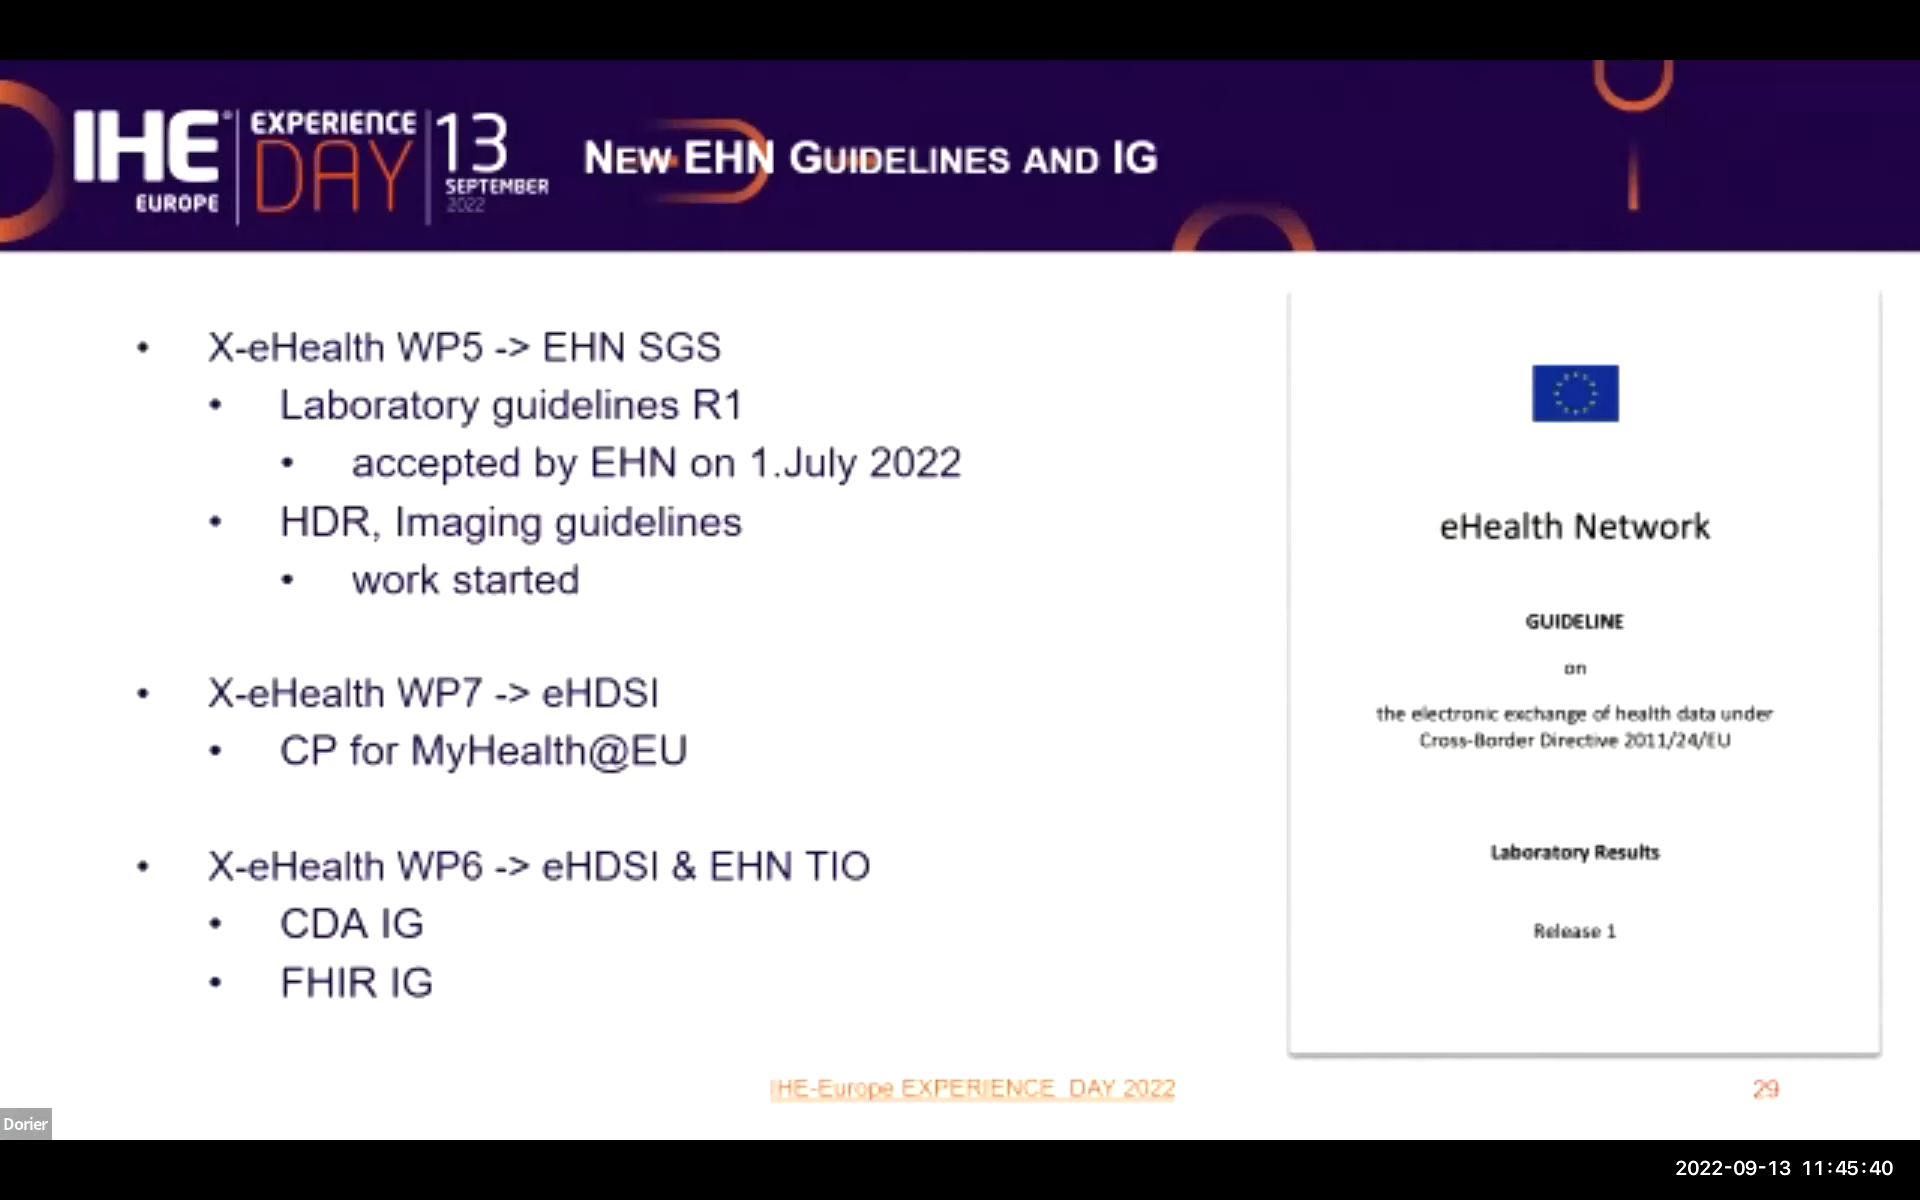 IHE
EUROPE
EXPERIENCE
DAY
13
SEPTEMBER
2022
NEW EHN GUIDELINES AND IG
• X-eHealth WP5 -> EHN SGS
• Laboratory guidelines R1
• accepted by EHN on 1.July 2022
• HDR, Imaging guidelines
• work started
• X-eHealth WP7 -> eHDSI
• CP for MyHealth@EU
• X-eHealth WP6 -> eHDSI & EHN TIO
• CDA IG
• FHIR IG
eHealth Network
GUIDELINE
on
the electronic exchange of health data under
Cross-Border Directive 2011/24/EU
Laboratory Results
Release 1
IHE-Europe EXPERIENCE DAY 2022
29
Dorier
2022-09-13 11:45:40